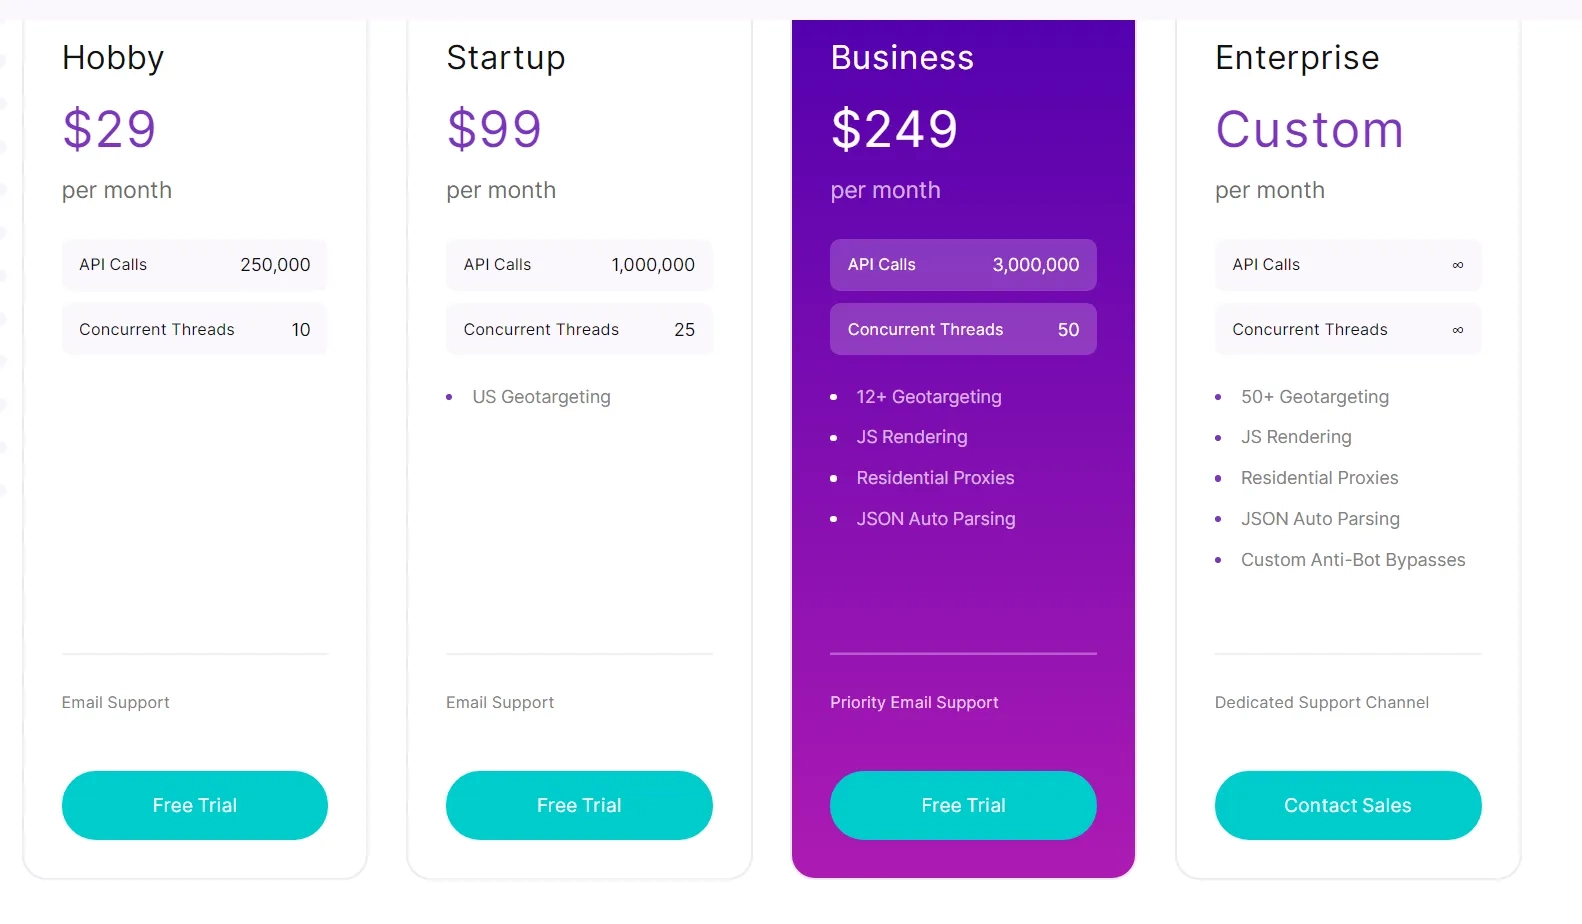 Hobby
$29
per month
API Calls 250,000
Concurrent Threads 10
Email Support
Free Trial
Startup
$99
per month
API Calls 1,000,000
Concurrent Threads 25
US Geotargeting
Email Support
Free Trial
Business
$249
per month
API Calls 3,000,000
Concurrent Threads 50
12+ Geotargeting
JS Rendering
Residential Proxies
JSON Auto Parsing
Priority Email Support
Free Trial
Enterprise
Custom
per month
API Calls ∞
Concurrent Threads ∞
50+ Geotargeting
JS Rendering
Residential Proxies
JSON Auto Parsing
Custom Anti-Bot Bypasses
Dedicated Support Channel
Contact Sales